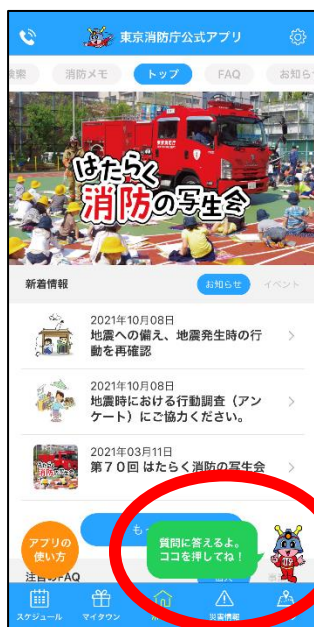 東京消防庁公式アプリ
検索 消防メモ トップ FAQ お知らせ
はたらく
消防の写生会
新着情報 お知らせ イベント
2021年10月08日
地震への備え、地震発生時の行
動を再確認
2021年10月08日
地震時における行動調査（アン
ケート）にご協力ください。
2021年03月11日
第７０回 はたらく消防の写生会
も
アプリの
使い方
質問に答えるよ。
ココを押してね！
注目のFAQ
スケジュール マイタウン 災害情報